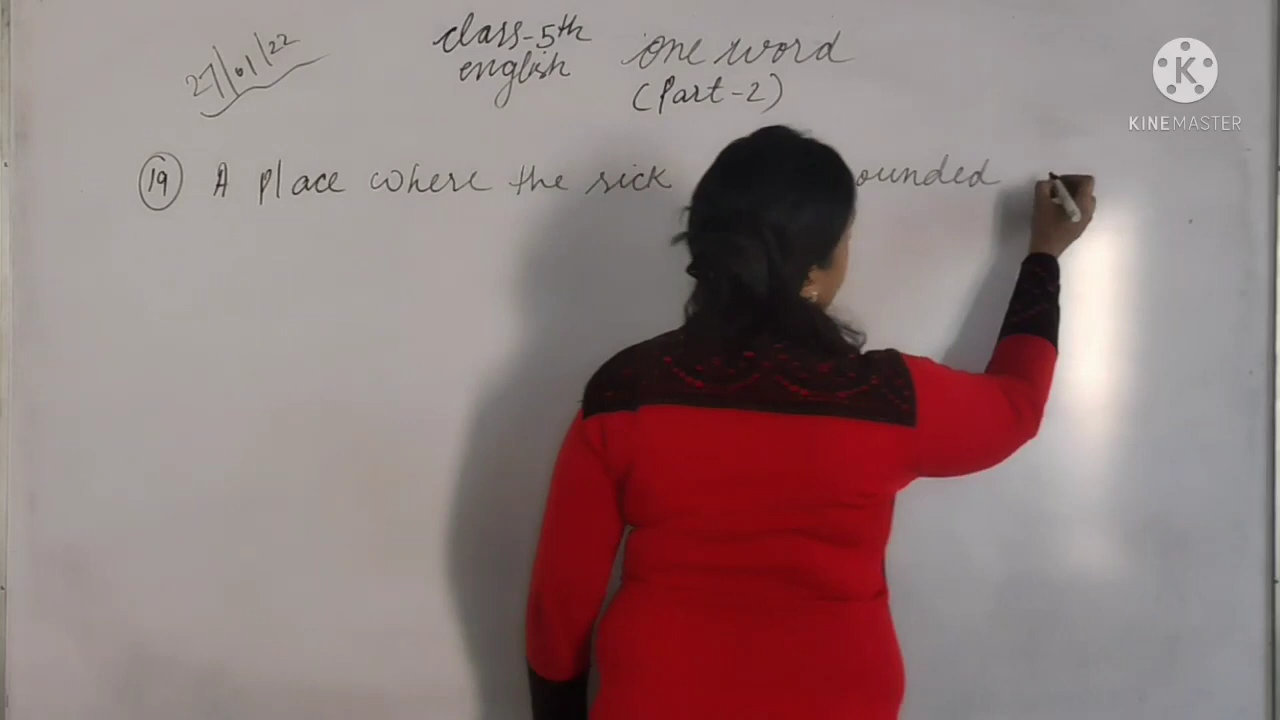 27/01/22
class-5th one word
english (Part-2)
KINEMASTER
(19) A place where the sick ounded